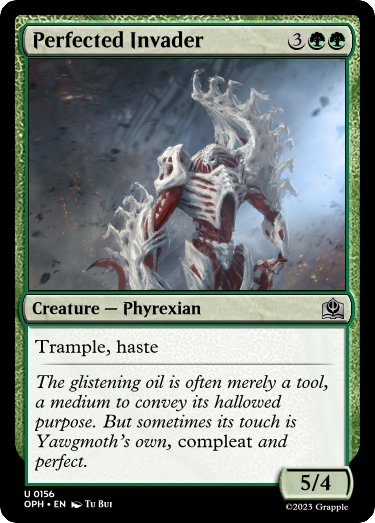 Perfected Invader 3
Creature — Phyrexian
Trample, haste
The glistening oil is often merely a tool,
a medium to convey its hallowed
purpose. But sometimes its touch is
Yawgmoth's own, compleat and
perfect.
5/4
U 0156
OPH • EN Tu Bui
©2023 Grapple